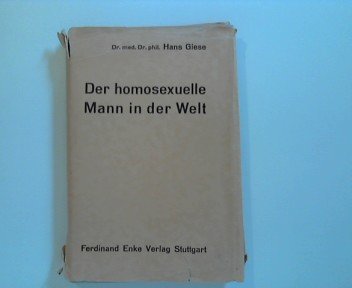 Dr. med. Dr. phil. Hans Giese
Der homosexuelle
Mann in der Welt
Ferdinand Enke Verlag Stuttgart